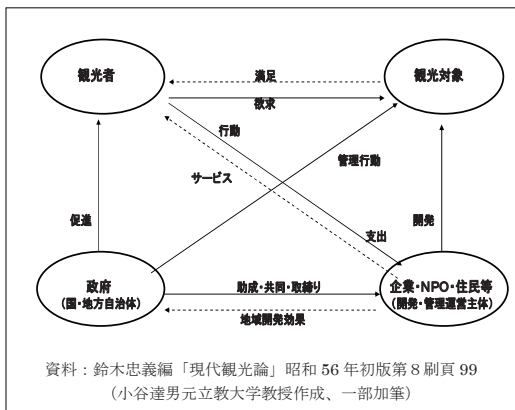 観光者
満足
観光対象
欲求
行動
管理行動
サービス
促進
開発
支出
政府
(国・地方自治体)
助成・共同・取締り
地域開発効果
企業・NPO・住民等
(開発・管理運営主体)
資料：鈴木忠義編「現代観光論」昭和 56 年初版第 8 刷頁 99
(小谷達男元立教大学教授作成、一部加筆)